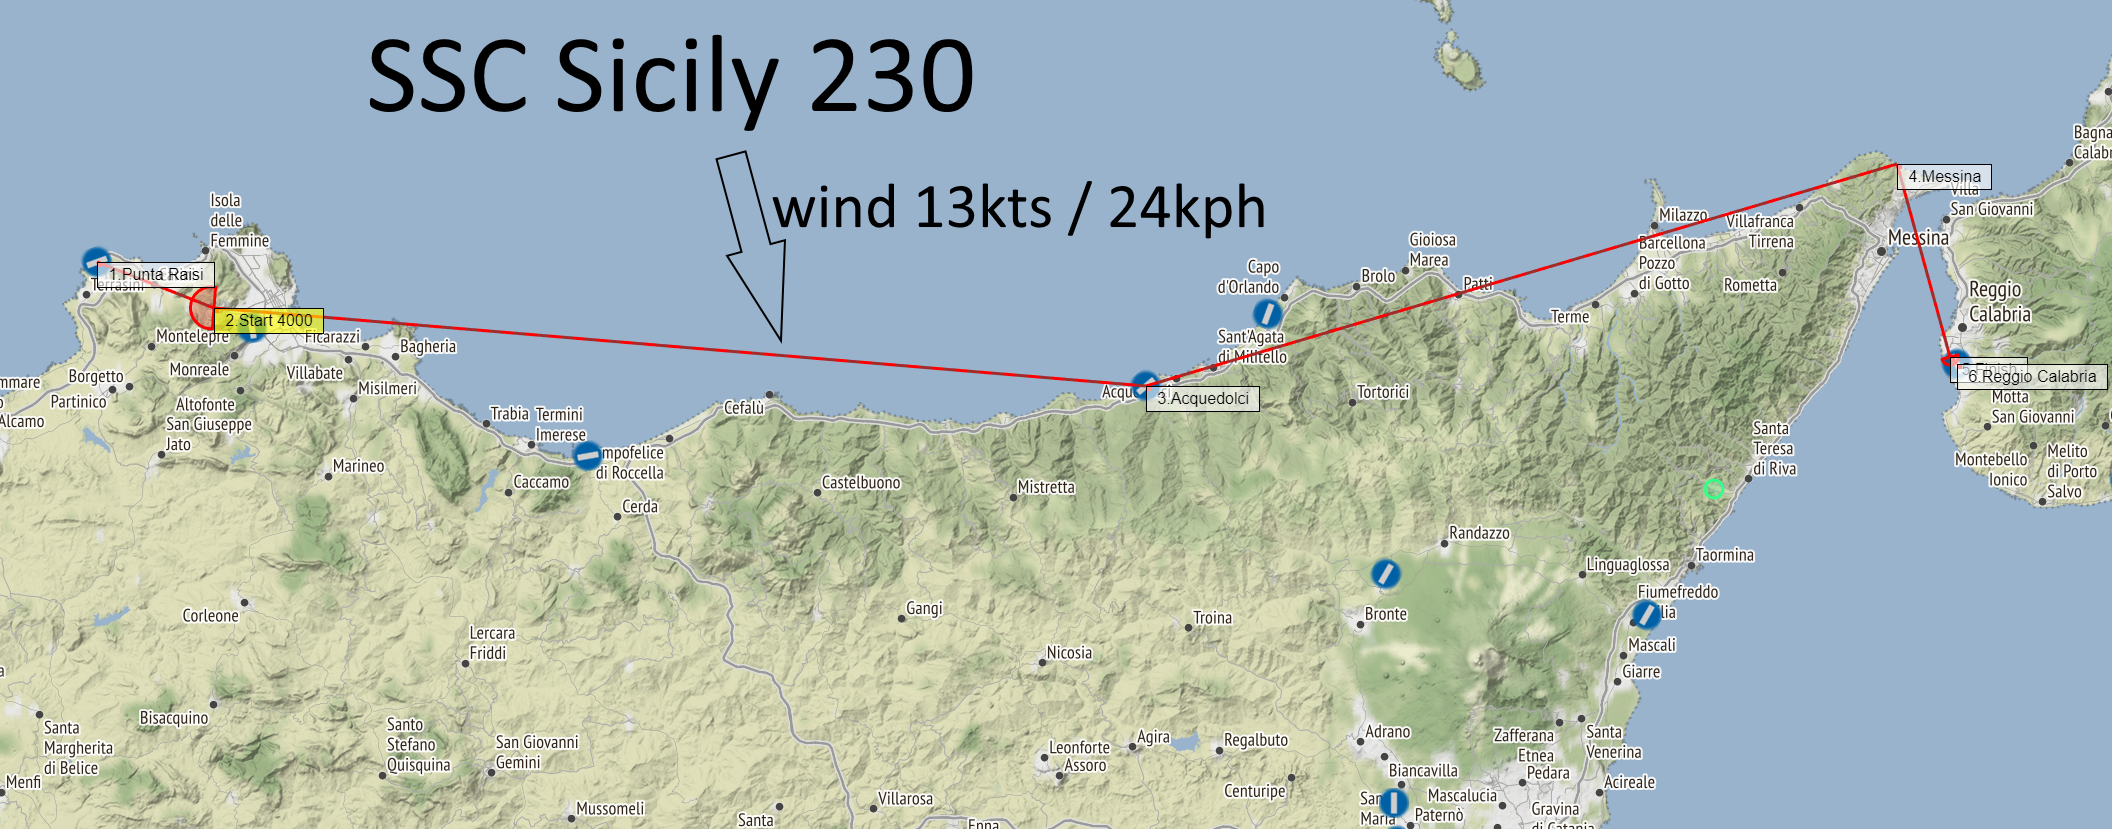 SSC Sicily 230
wind 13kts / 24kph
Isola
delle
Femmine
1.Punta Raisi
Terrasini
2.Start 4000
Montelepre
Ficarazzi
Bagheria
Monreale
Villabate
Misilmeri
Borgetto
Partinico
Altofonte
San Giuseppe
Jato
mmare
Alcamo
Marineo
Trabia
Termini
Imerese
mpofelice
di Roccella
Caccamo
Cerda
Cefalù
Castelbuono
Mistretta
Acqu
3.Acquedolci
Sant'Agata
di Militello
Capo
d'Orlando
Brolo
Gioiosa
Marea
Patti
Tortorici
Terme
Milazzo
Barcellona
Pozzo
di Gotto
Villafranca
Tirrena
Rometta
4.Messina
Messina
Villa
San Giovanni
Bagna
Calabr
Reggio
Calabria
5.Finish
6.Reggio Calabria
Motta
San Giovanni
Montebello
Ionico
Melito
di Porto
Salvo
Santa
Teresa
di Riva
Randazzo
Taormina
Linguaglossa
Fiumefreddo
lia
Bronte
Mascali
Giarre
Corleone
Lercara
Friddi
Gangi
Troina
Nicosia
Bisacquino
Santa
Margherita
di Belice
Menfi
Santo
Stefano
Quisquina
San Giovanni
Gemini
Mussomeli
Santa
Villarosa
Enna
Leonforte
Assoro
Agira
Regalbuto
Centuripe
Adrano
Biancavilla
San
Maria
Paternò
Mascalucia
Zafferana
Etnea
Pedara
Gravina
di Catania
Santa
Venerina
Acireale